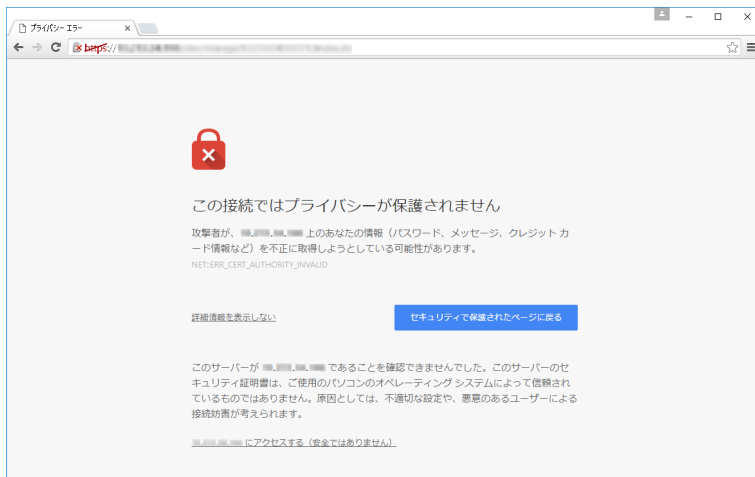 プライバシー エラー
https://
この接続ではプライバシーが保護されません
攻撃者が、 上のあなたの情報（パスワード、メッセージ、クレジット カ
ード情報など）を不正に取得しようとしている可能性があります。
NET::ERR_CERT_AUTHORITY_INVALID
詳細情報を表示しない
セキュリティで保護されたページに戻る
このサーバーが であることを確認できませんでした。このサーバーのセ
キュリティ証明書は、ご使用のパソコンのオペレーティング システムによって信頼され
ているものではありません。原因としては、不適切な設定や、悪意のあるユーザーによる
接続妨害が考えられます。
にアクセスする（安全ではありません）